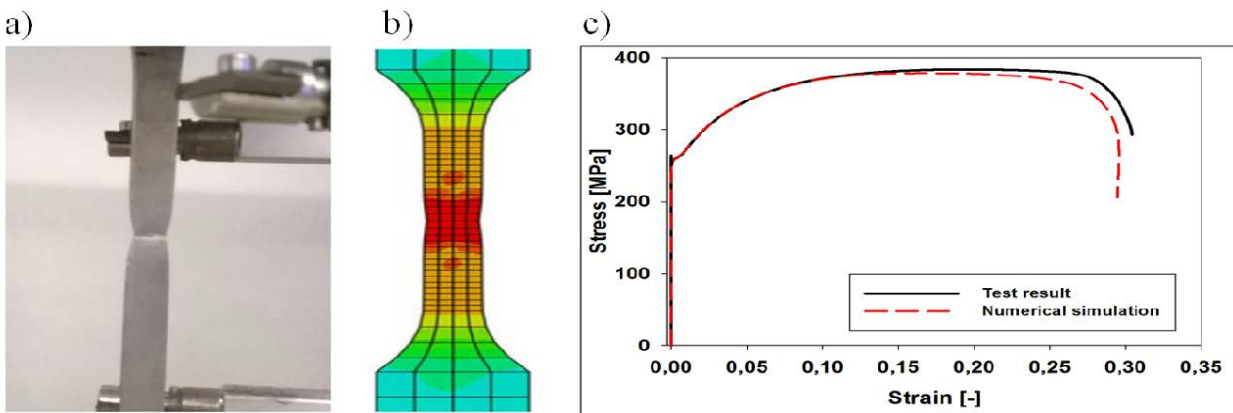 a)
b)
c)
400
300
200
100
0
Stress [MPa]
Test result
Numerical simulation
0,00 0,05 0,10 0,15 0,20 0,25 0,30 0,35
Strain [-]